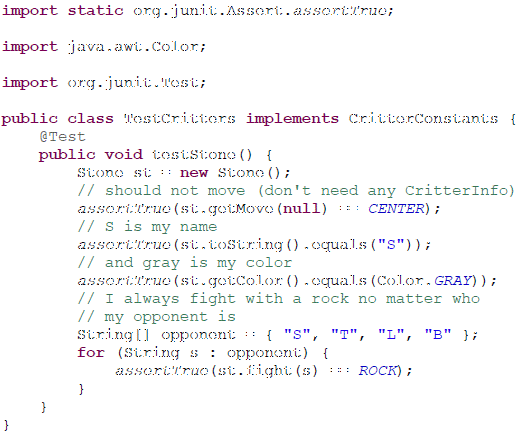 import static org.junit.Assert.assertTrue;
import java.awt.Color;
import org.junit.Test;
public class TestCritters implements CritterConstants {
@Test
public void testStone() {
Stone st = new Stone();
// should not move (don't need any CritterInfo)
assertTrue(st.getMove(null) == CENTER);
// S is my name
assertTrue(st.toString().equals("S"));
// and gray is my color
assertTrue(st.getColor().equals(Color.GRAY));
// I always fight with a rock no matter who
// my opponent is
String[] opponent = { "S", "T", "L", "B" };
for (String s : opponent) {
assertTrue(st.fight(s) == ROCK);
}
}
}